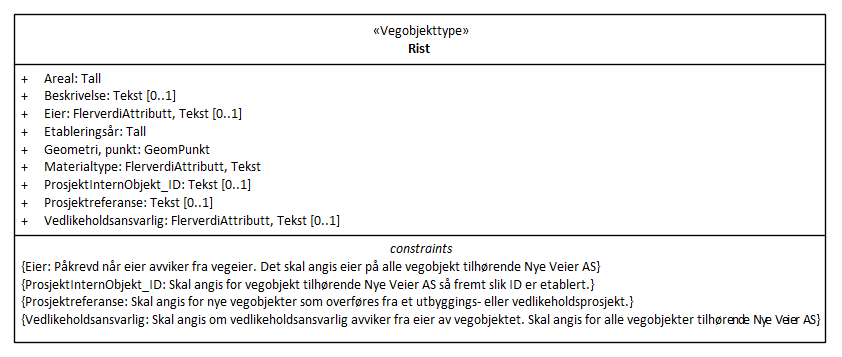 «Vegobjekttype»
Rist
+ Areal: Tall
+ Beskrivelse: Tekst [0..1]
+ Eier: FlerverdiAttributt, Tekst [0..1]
+ Etableringsår: Tall
+ Geometri, punkt: GeomPunkt
+ Materialtype: FlerverdiAttributt, Tekst
+ ProsjektInternObjekt_ID: Tekst [0..1]
+ Prosjektreferanse: Tekst [0..1]
+ Vedlikeholdsansvarlig: FlerverdiAttributt, Tekst [0..1]
constraints
{Eier: Påkrevd når eier avviker fra vegeier. Det skal angis eier på alle vegobjekt tilhørende Nye Veier AS}
{ProsjektInternObjekt_ID: Skal angis for vegobjekt tilhørende Nye Veier AS så fremt slik ID er etablert.}
{Prosjektreferanse: Skal angis for nye vegobjekter som overføres fra et utbyggings- eller vedlikeholdsprosjekt.}
{Vedlikeholdsansvarlig: Skal angis om vedlikeholdsansvarlig avviker fra eier av vegobjektet. Skal angis for alle vegobjekter tilhørende Nye Veier AS}